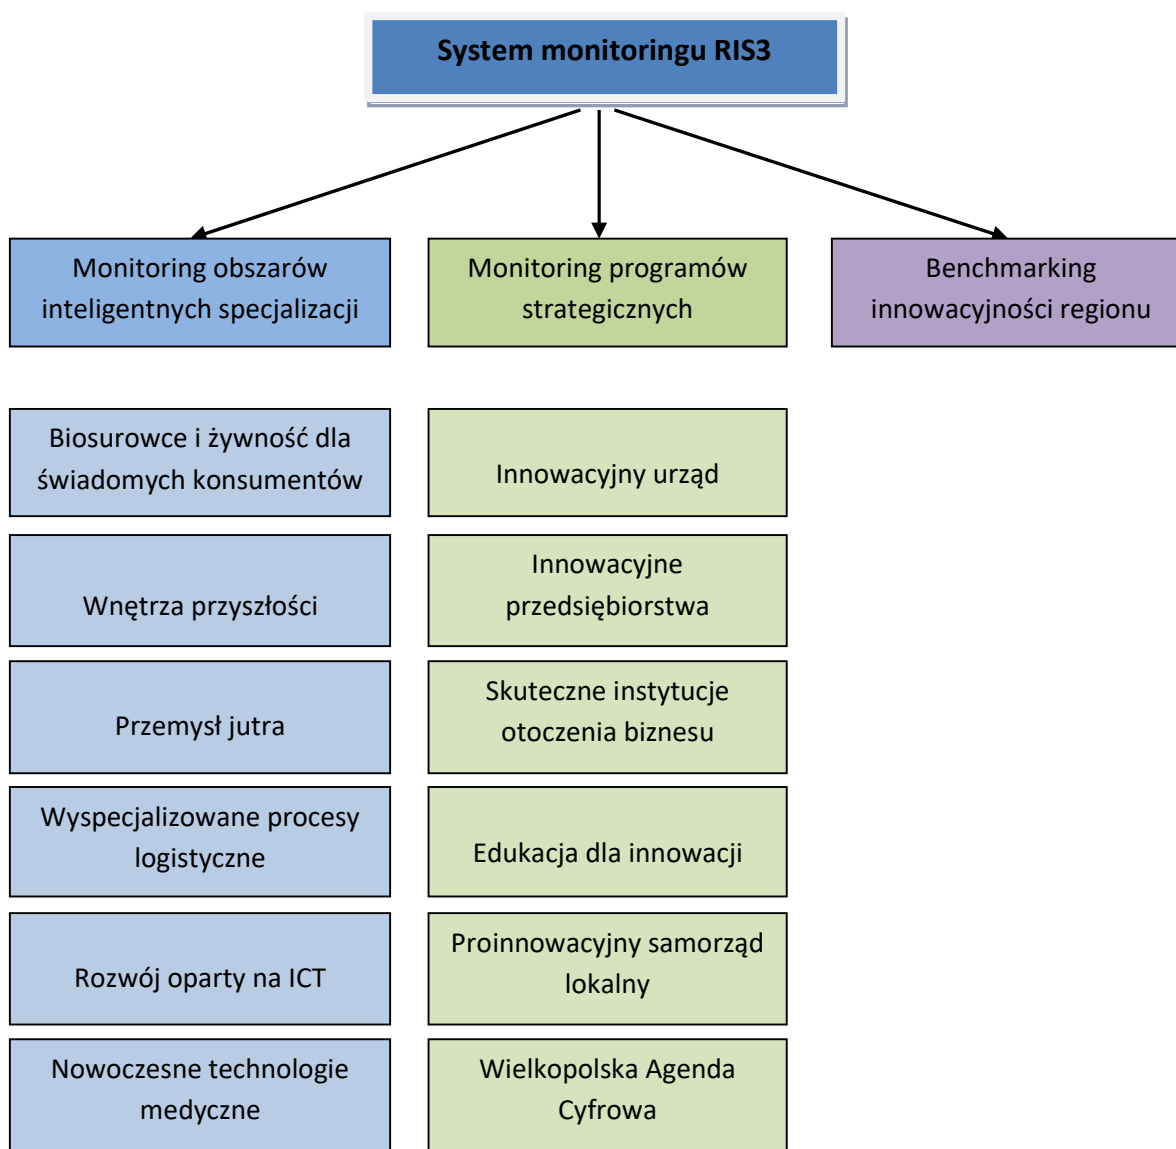 System monitoringu RIS3
Monitoring obszarów
inteligentnych specjalizacji
Monitoring programów
strategicznych
Benchmarking
innowacyjności regionu
Biosurowce i żywność dla
świadomych konsumentów
Wnętrza przyszłości
Przemysł jutra
Wyspecjalizowane procesy
logistyczne
Rozwój oparty na ICT
Nowoczesne technologie
medyczne
Innowacyjny urząd
Innowacyjne
przedsiębiorstwa
Skuteczne instytucje
otoczenia biznesu
Edukacja dla innowacji
Proinnowacyjny samorząd
lokalny
Wielkopolska Agenda
Cyfrowa